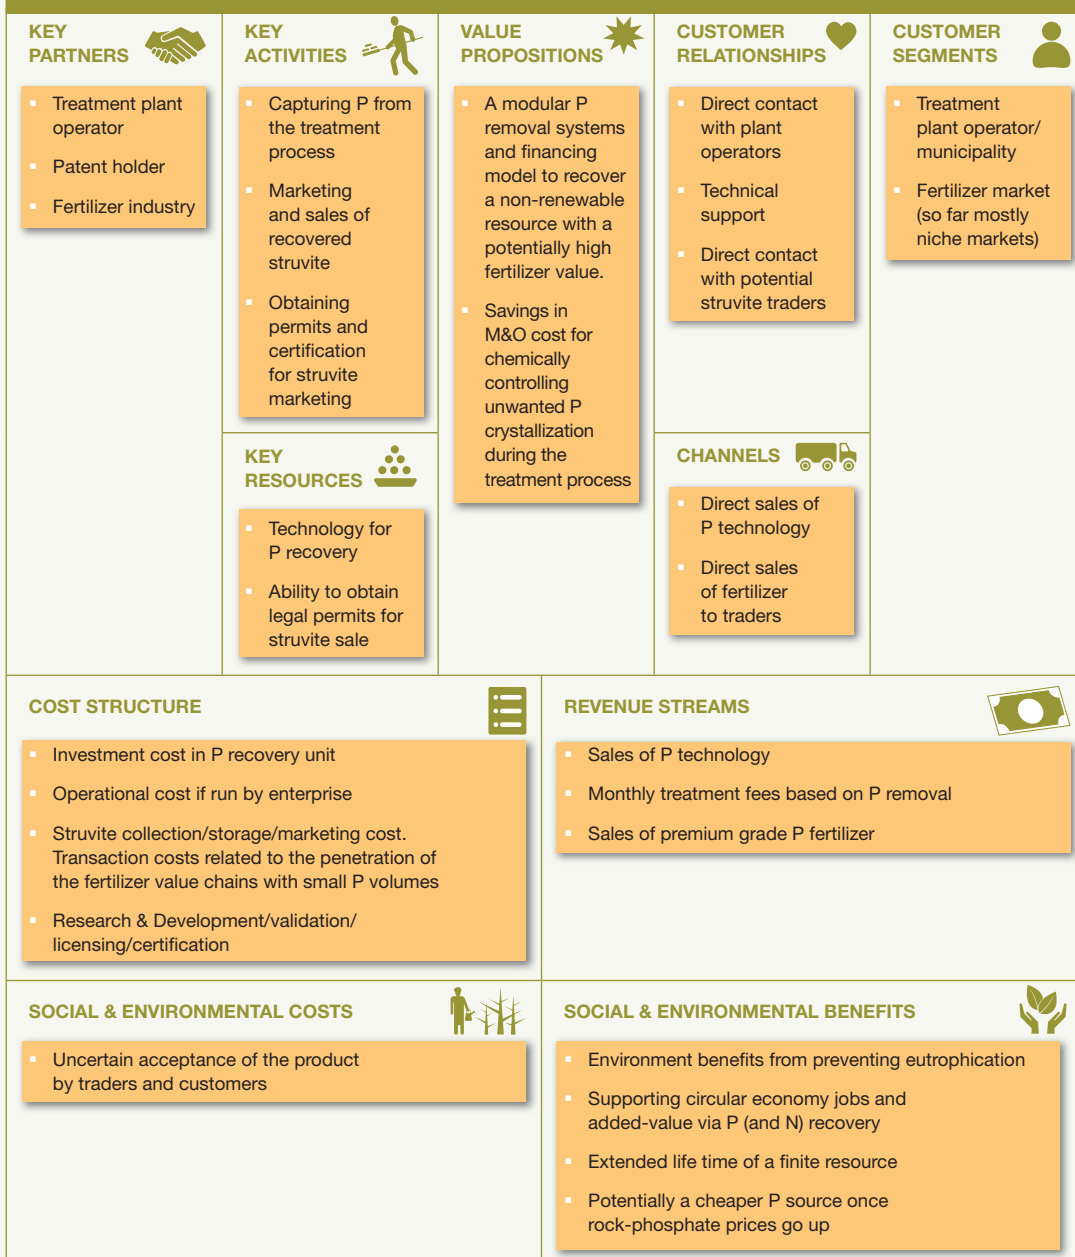 KEY
PARTNERS
Treatment plant
operator
Patent holder
Fertilizer industry
KEY
ACTIVITIES
Capturing P from
the treatment
process
Marketing
and sales of
recovered
struvite
Obtaining
permits and
certification
for struvite
marketing
KEY
RESOURCES
Technology for
P recovery
Ability to obtain
legal permits for
struvite sale
VALUE
PROPOSITIONS
A modular P
removal systems
and financing
model to recover
a non-renewable
resource with a
potentially high
fertilizer value.
Savings in
M&O cost for
chemically
controlling
unwanted P
crystallization
during the
treatment process
CUSTOMER
RELATIONSHIPS
Direct contact
with plant
operators
Technical
support
Direct contact
with potential
struvite traders
CHANNELS
Direct sales of
P technology
Direct sales
of fertilizer
to traders
CUSTOMER
SEGMENTS
Treatment
plant operator/
municipality
Fertilizer market
(so far mostly
niche markets)
COST STRUCTURE
Investment cost in P recovery unit
Operational cost if run by enterprise
Struvite collection/storage/marketing cost.
Transaction costs related to the penetration of
the fertilizer value chains with small P volumes
Research & Development/validation/
licensing/certification
REVENUE STREAMS
Sales of P technology
Monthly treatment fees based on P removal
Sales of premium grade P fertilizer
SOCIAL & ENVIRONMENTAL COSTS
Uncertain acceptance of the product
by traders and customers
SOCIAL & ENVIRONMENTAL BENEFITS
Environment benefits from preventing eutrophication
Supporting circular economy jobs and
added-value via P (and N) recovery
Extended life time of a finite resource
Potentially a cheaper P source once
rock-phosphate prices go up